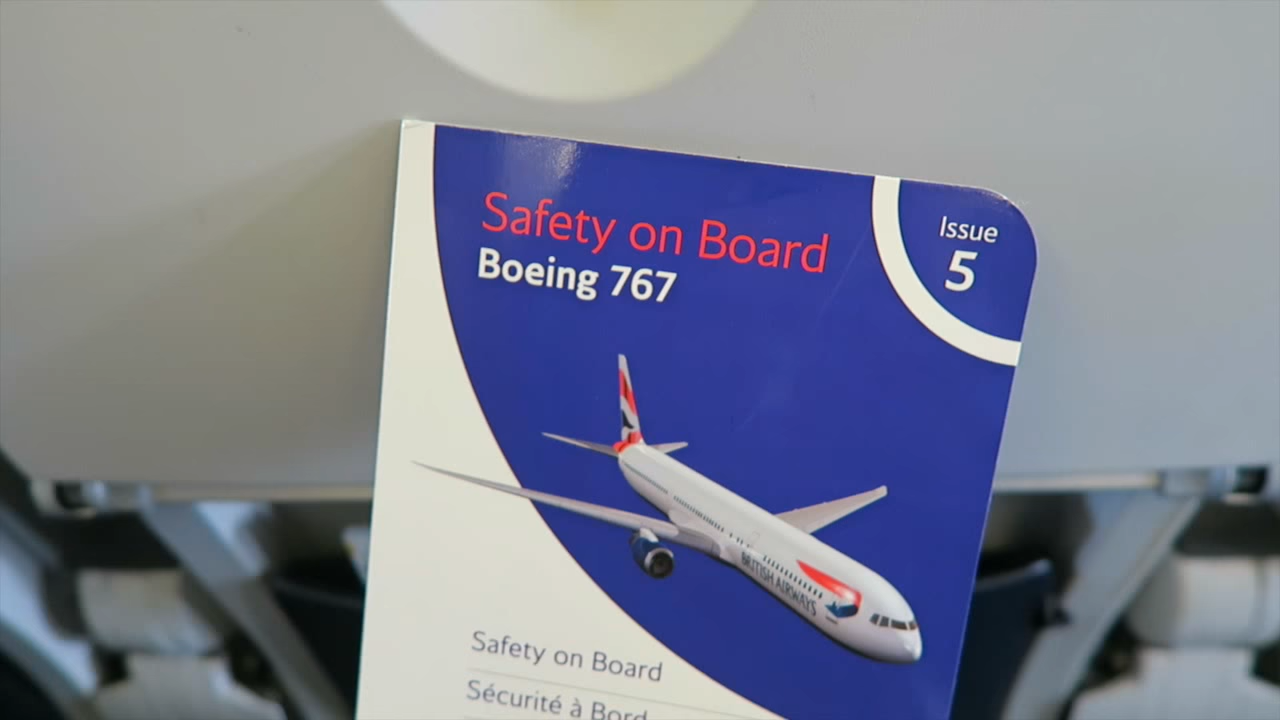 Safety on Board
Boeing 767
Issue
5
BRITISH AIRWAYS
Safety on Board
Sécurité à Bord